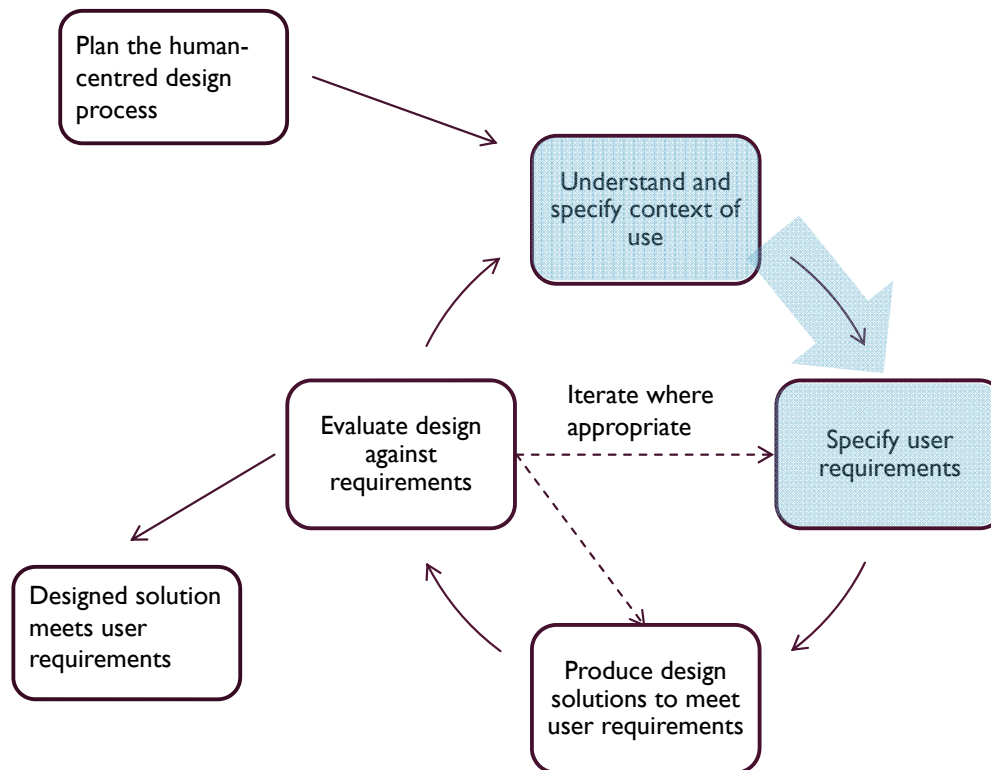 Plan the human-
centred design
process
Understand and
specify context of
use
Iterate where
appropriate
Evaluate design
against
requirements
Specify user
requirements
Designed solution
meets user
requirements
Produce design
solutions to meet
user requirements